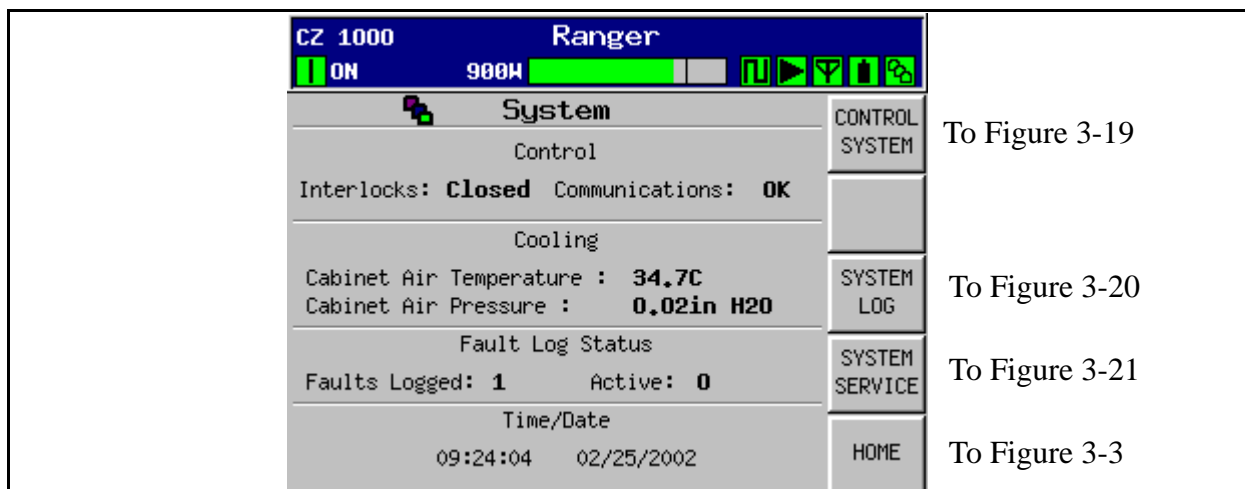 CZ 1000 Ranger
ON 900W
System
Control
Interlocks: Closed Communications: OK
Cooling
Cabinet Air Temperature : 34.7C
Cabinet Air Pressure : 0.02in H2O
Fault Log Status
Faults Logged: 1 Active: 0
Time/Date
09:24:04 02/25/2002
CONTROL
SYSTEM
To Figure 3-19
SYSTEM
LOG
To Figure 3-20
SYSTEM
SERVICE
To Figure 3-21
HOME
To Figure 3-3